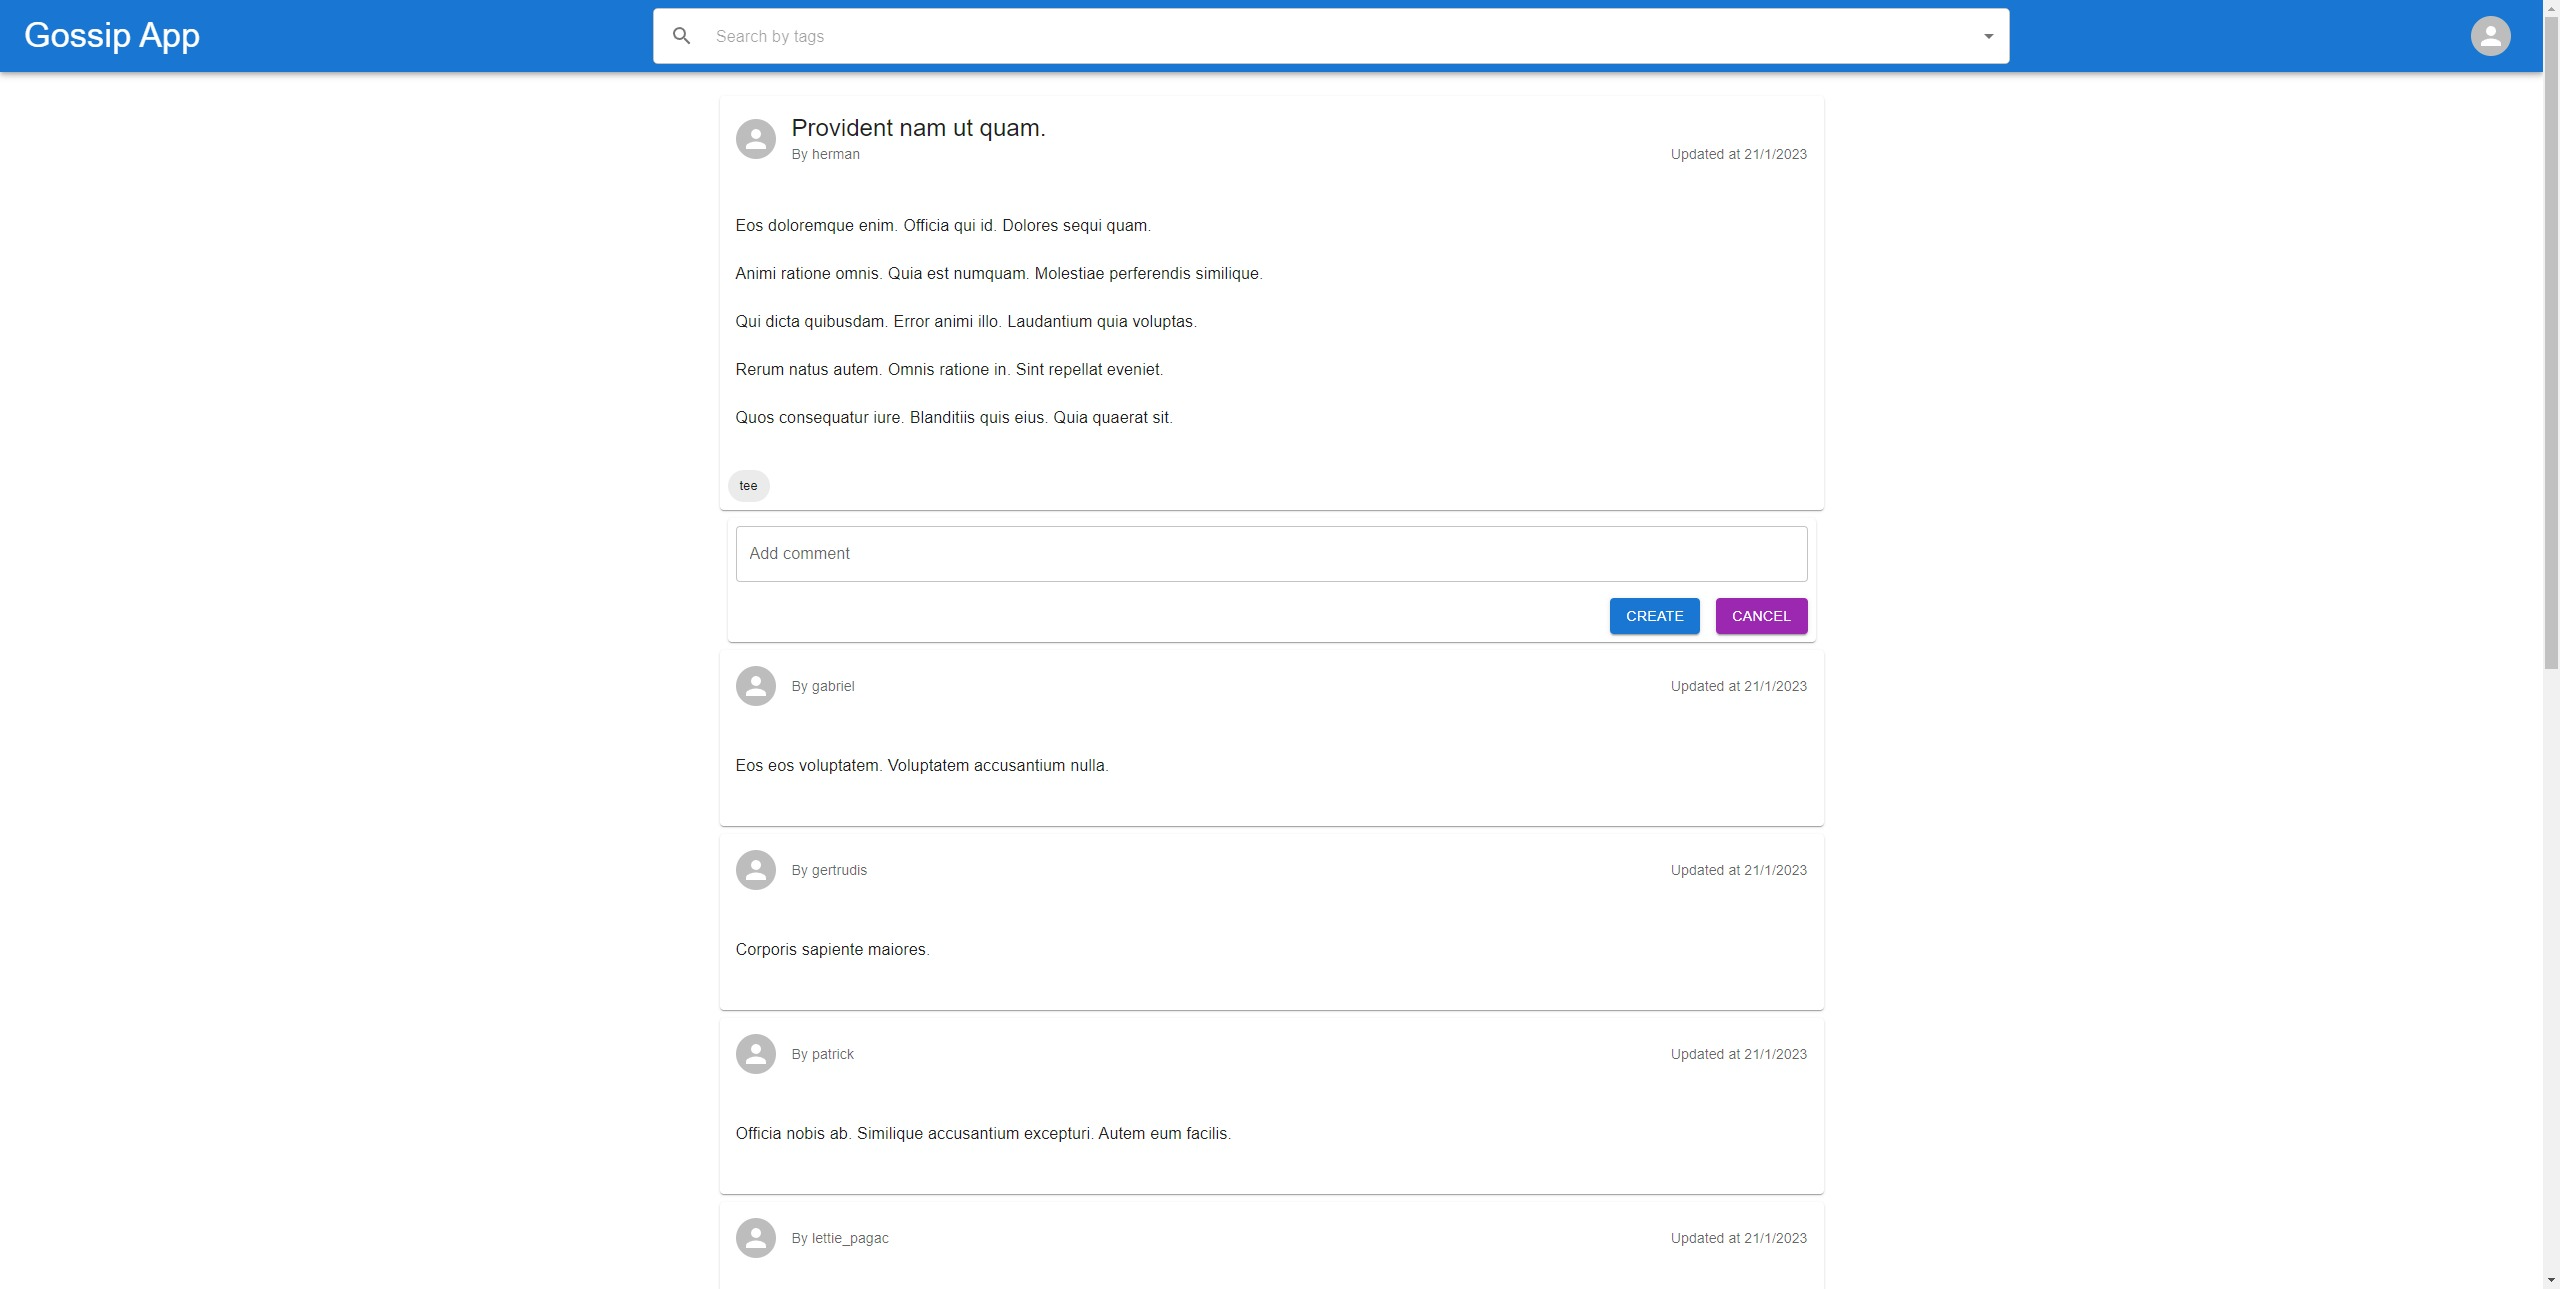 Gossip App
Search by tags
Provident nam ut quam.
By herman
Updated at 21/1/2023
Eos doloremque enim. Officia qui id. Dolores sequi quam.
Animi ratione omnis. Quia est numquam. Molestiae perferendis similique.
Qui dicta quibusdam. Error animi illo. Laudantium quia voluptas.
Rerum natus autem. Omnis ratione in. Sint repellat eveniet.
Quos consequatur iure. Blanditiis quis eius. Quia quaerat sit.
tee
Add comment
CREATE
CANCEL
By gabriel
Updated at 21/1/2023
Eos eos voluptatem. Voluptatem accusantium nulla.
By gertrudis
Updated at 21/1/2023
Corporis sapiente maiores.
By patrick
Updated at 21/1/2023
Officia nobis ab. Similique accusantium excepturi. Autem eum facilis.
By lettie_pagac
Updated at 21/1/2023